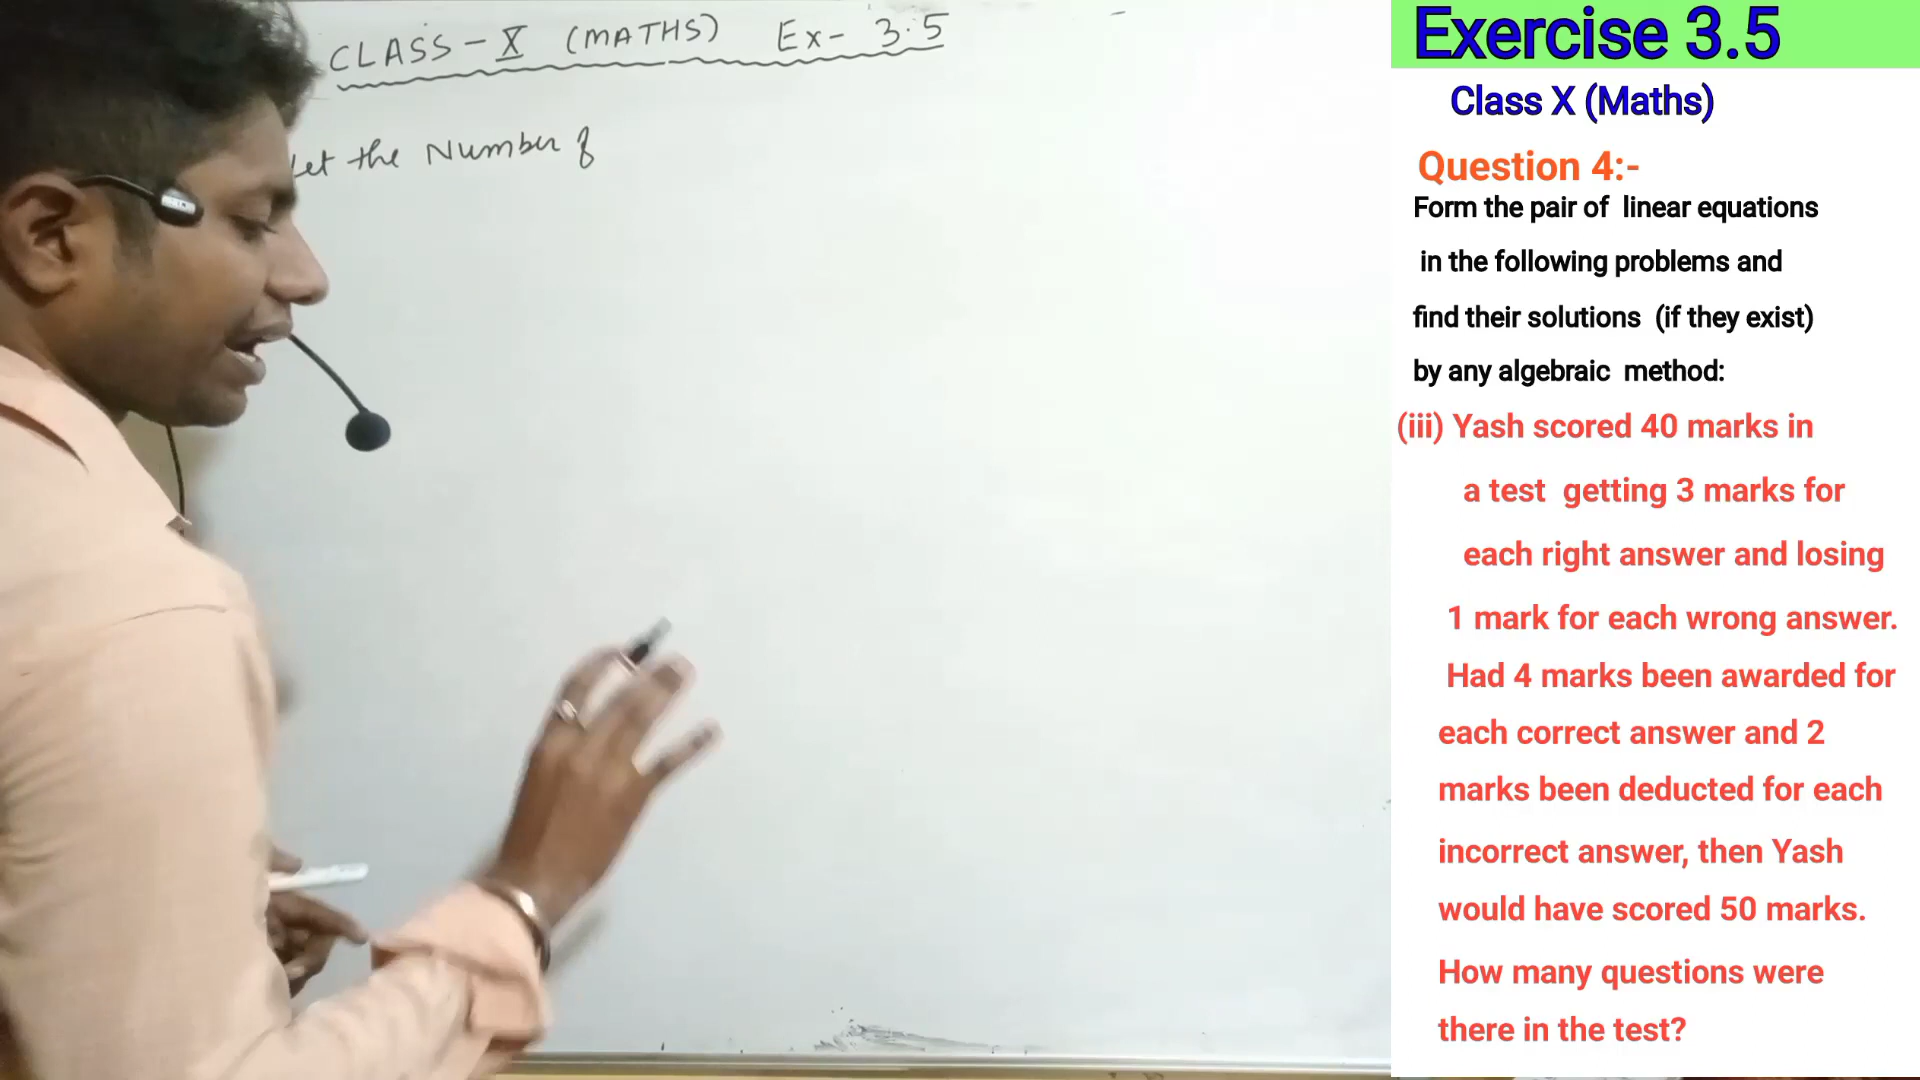 CLASS - X (MATHS) Ex- 3.5
Let the Number of
Exercise 3.5
Class X (Maths)
Question 4:-
Form the pair of linear equations
in the following problems and
find their solutions (if they exist)
by any algebraic method:
(iii) Yash scored 40 marks in
a test getting 3 marks for
each right answer and losing
1 mark for each wrong answer.
Had 4 marks been awarded for
each correct answer and 2
marks been deducted for each
incorrect answer, then Yash
would have scored 50 marks.
How many questions were
there in the test?